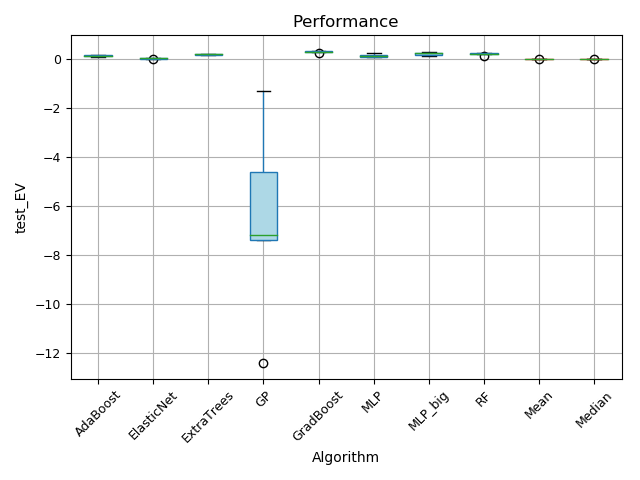 Performance
test_EV
0
−2
−4
−6
−8
−10
−12
AdaBoost
ElasticNet
ExtraTrees
GP
GradBoost
MLP
MLP_big
RF
Mean
Median
Algorithm